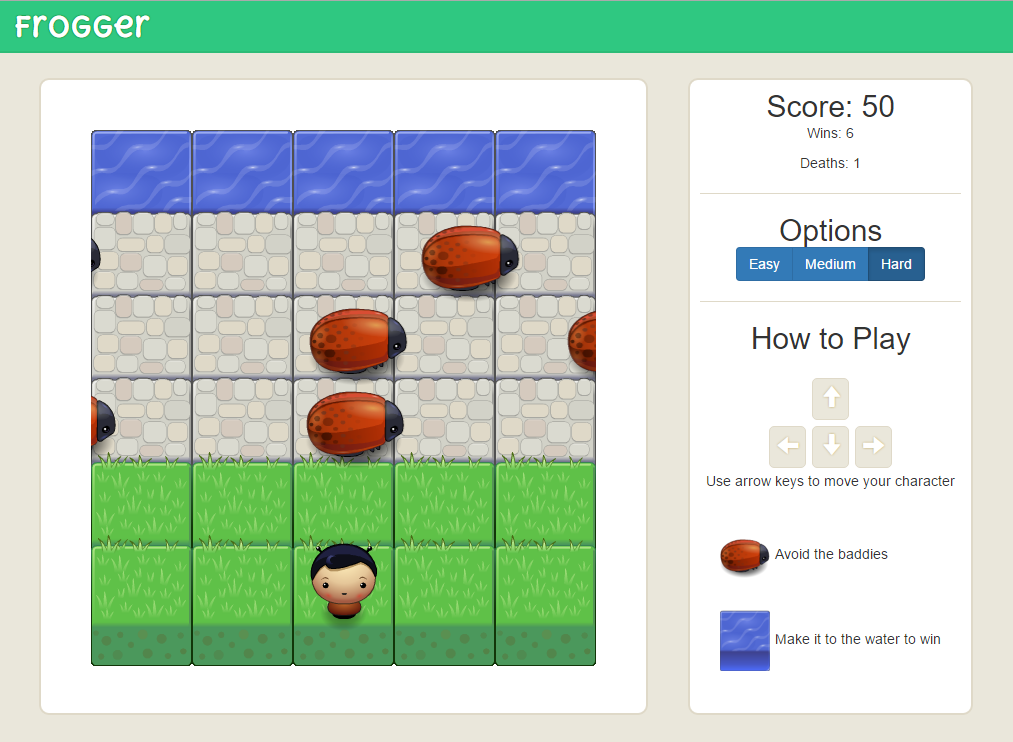 Frogger
Score: 50
Wins: 6
Deaths: 1
Options
Easy Medium Hard
How to Play
Use arrow keys to move your character
Avoid the baddies
Make it to the water to win